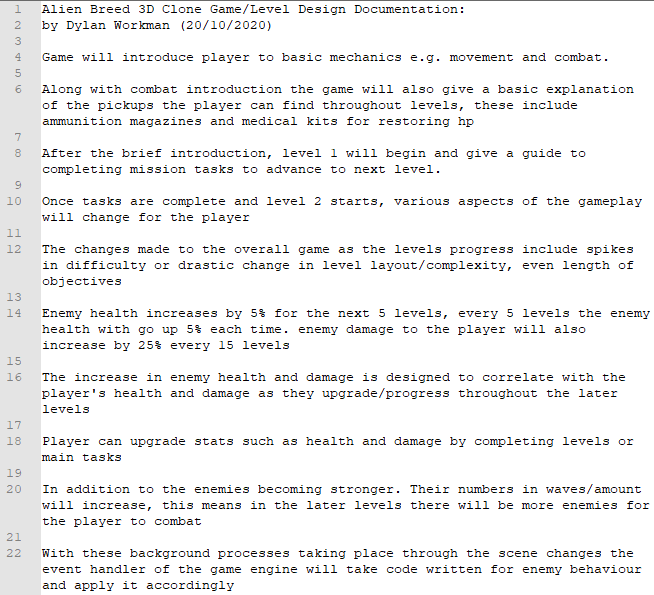 1 Alien Breed 3D Clone Game/Level Design Documentation:
2 by Dylan Workman (20/10/2020)
3
4 Game will introduce player to basic mechanics e.g. movement and combat.
5
6 Along with combat introduction the game will also give a basic explanation
of the pickups the player can find throughout levels, these include
ammunition magazines and medical kits for restoring hp
7
8 After the brief introduction, level 1 will begin and give a guide to
completing mission tasks to advance to next level.
9
10 Once tasks are complete and level 2 starts, various aspects of the gameplay
will change for the player
11
12 The changes made to the overall game as the levels progress include spikes
in difficulty or drastic change in level layout/complexity, even length of
objectives
13
14 Enemy health increases by 5% for the next 5 levels, every 5 levels the enemy
health with go up 5% each time. enemy damage to the player will also
increase by 25% every 15 levels
15
16 The increase in enemy health and damage is designed to correlate with the
player's health and damage as they upgrade/progress throughout the later
levels
17
18 Player can upgrade stats such as health and damage by completing levels or
main tasks
19
20 In addition to the enemies becoming stronger. Their numbers in waves/amount
will increase, this means in the later levels there will be more enemies for
the player to combat
21
22 With these background processes taking place through the scene changes the
event handler of the game engine will take code written for enemy behaviour
and apply it accordingly